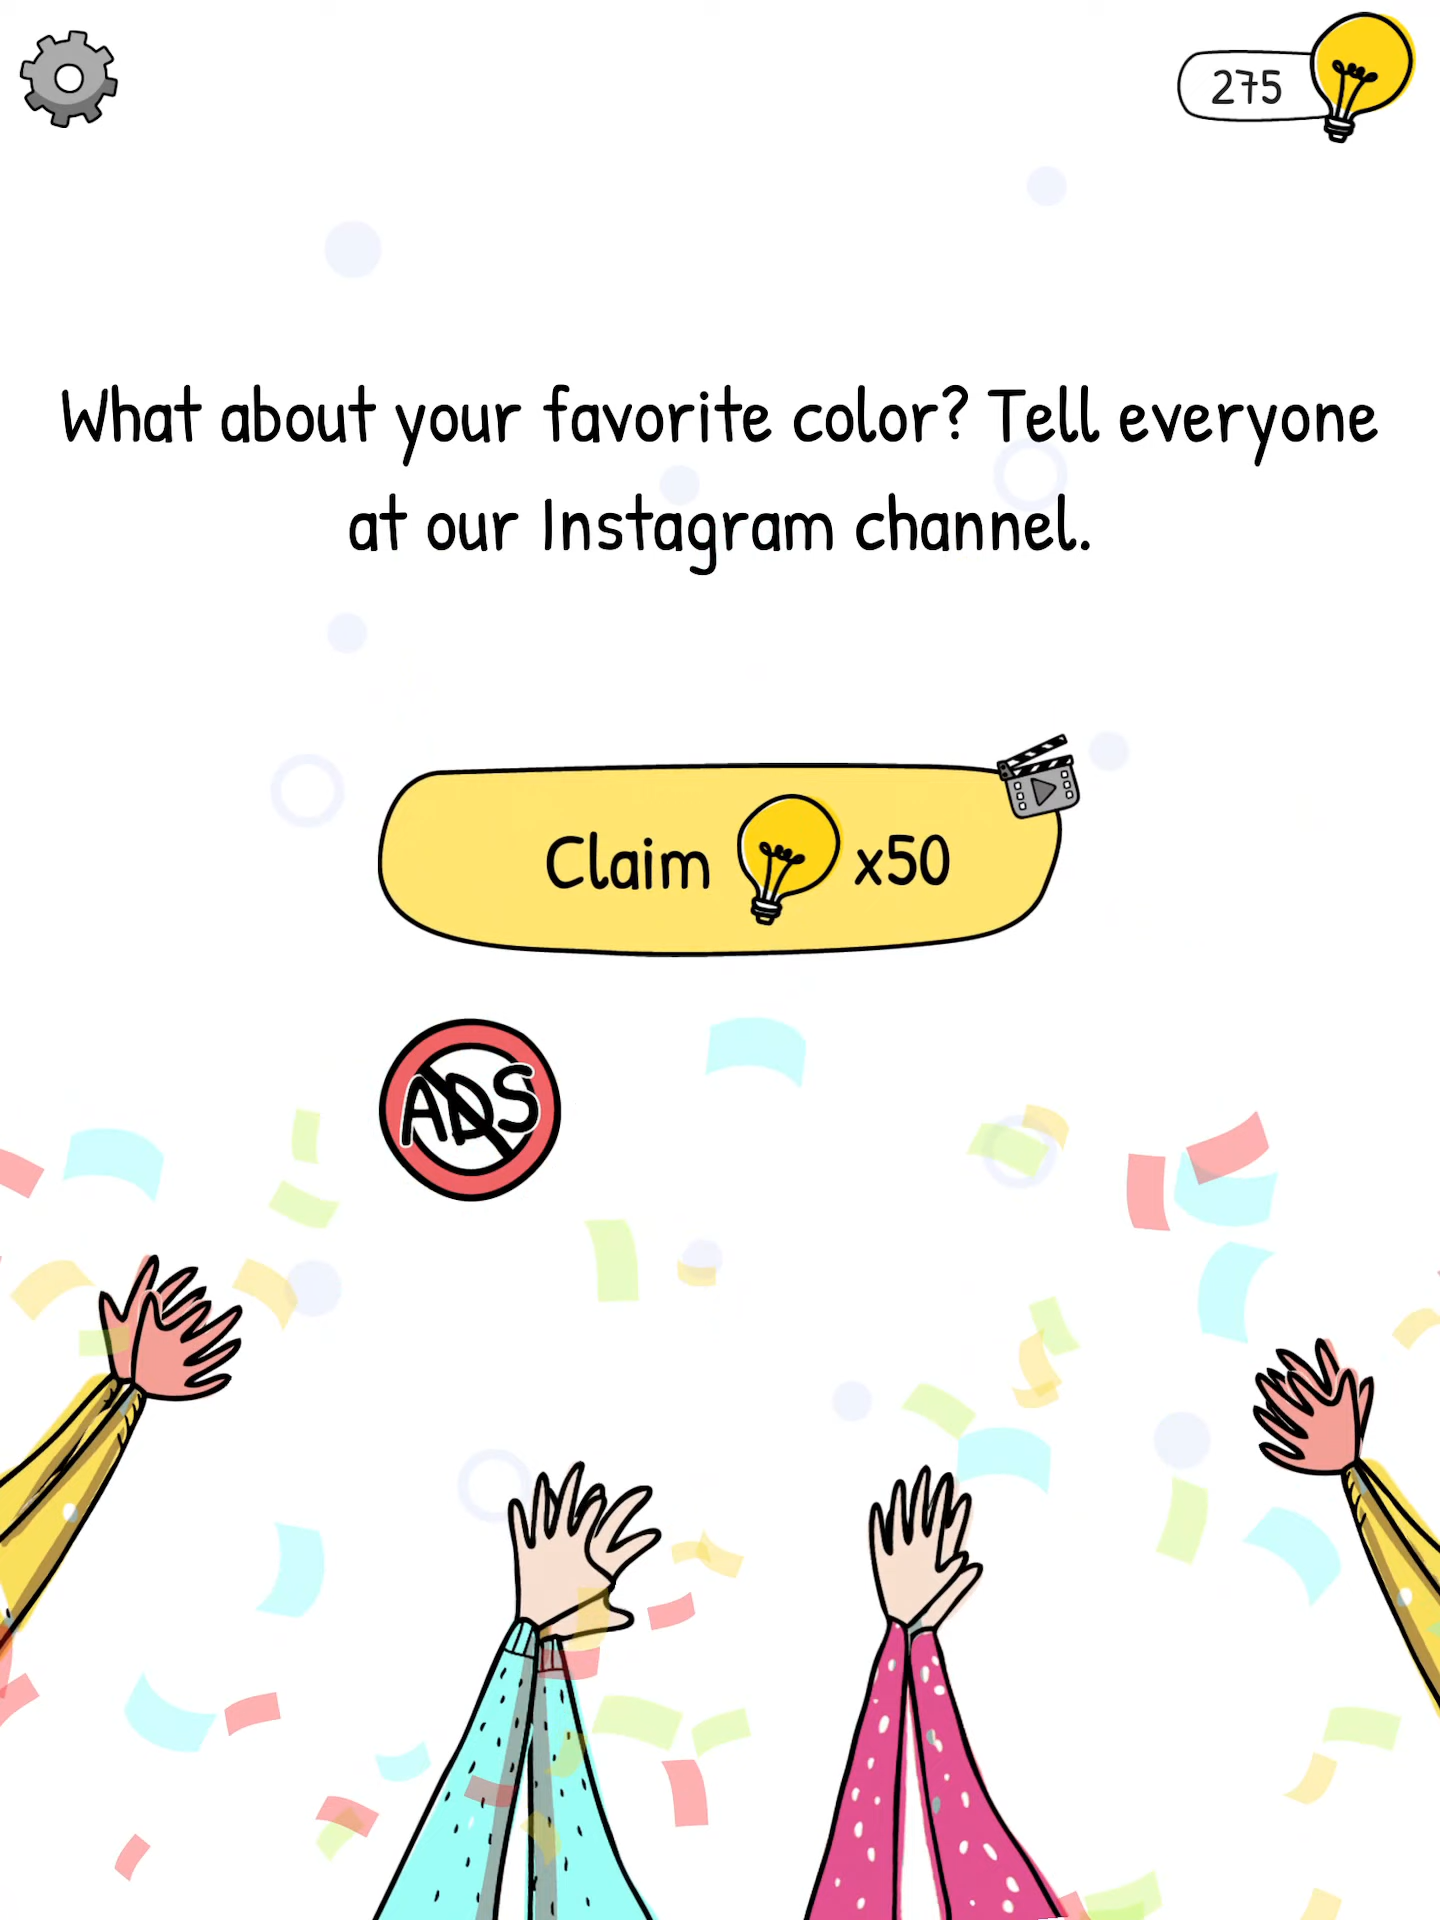 275
What about your favorite color? Tell everyone
at our Instagram channel.
Claim x50
ADS